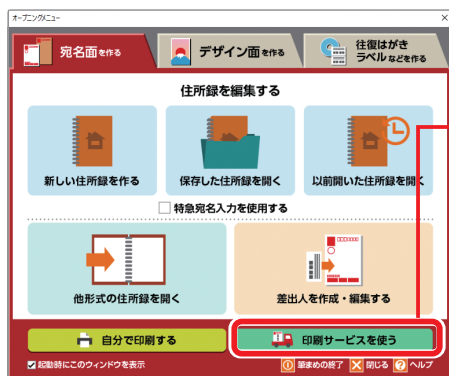 オープニングメニュー
宛名面を作る
デザイン面を作る
往復はがき
ラベルなどを作る
住所録を編集する
新しい住所録を作る
保存した住所録を開く
以前開いた住所録を開く
特急宛名入力を使用する
他形式の住所録を開く
差出人を作成・編集する
自分で印刷する
印刷サービスを使う
起動時にこのウィンドウを表示
筆まめの終了
閉じる
ヘルプ